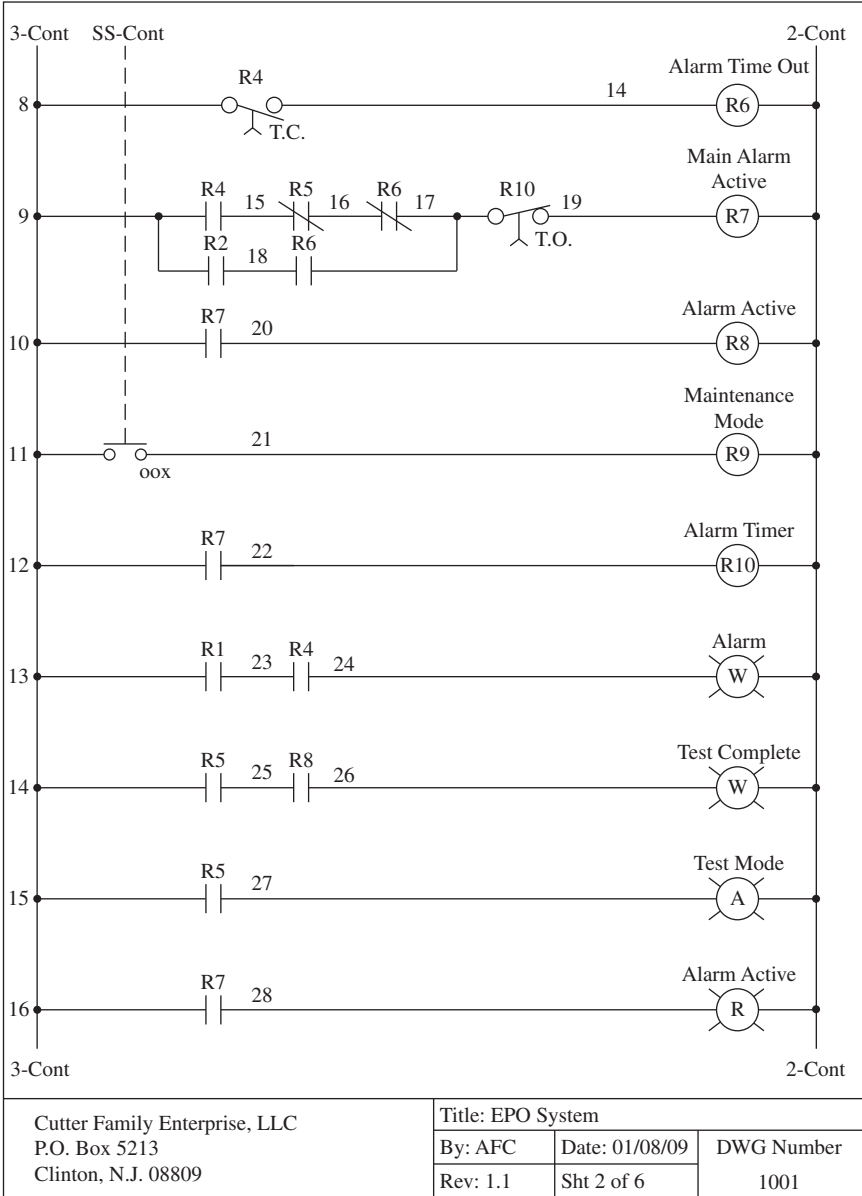 3-Cont SS-Cont 2-Cont
Alarm Time Out
R4
8 14 R6
T.C.
Main Alarm
Active
R4 15 R5 16 R6 17 R10 19
9 R7
T.O.
R2 18 R6
Alarm Active
R7 20
10 R8
Maintenance
Mode
21
11 R9
oox
Alarm Timer
R7 22
12 R10
Alarm
R1 23 R4 24
13 W
Test Complete
R5 25 R8 26
14 W
Test Mode
R5 27
15 A
Alarm Active
R7 28
16 R
3-Cont 2-Cont
Cutter Family Enterprise, LLC
P.O. Box 5213
Clinton, N.J. 08809
Title: EPO System
By: AFC Date: 01/08/09 DWG Number
Rev: 1.1 Sht 2 of 6 1001